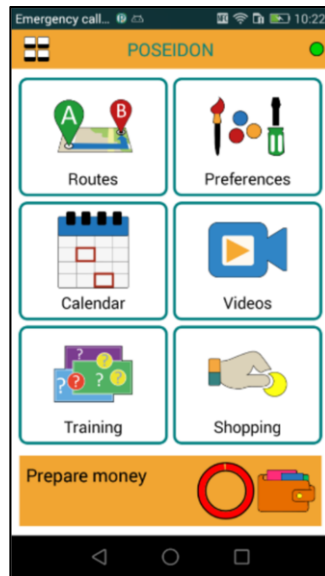 Emergency call... 10:22
POSEIDON
A B
Routes Preferences
Calendar Videos
? ? ? ?
Training Shopping
Prepare money